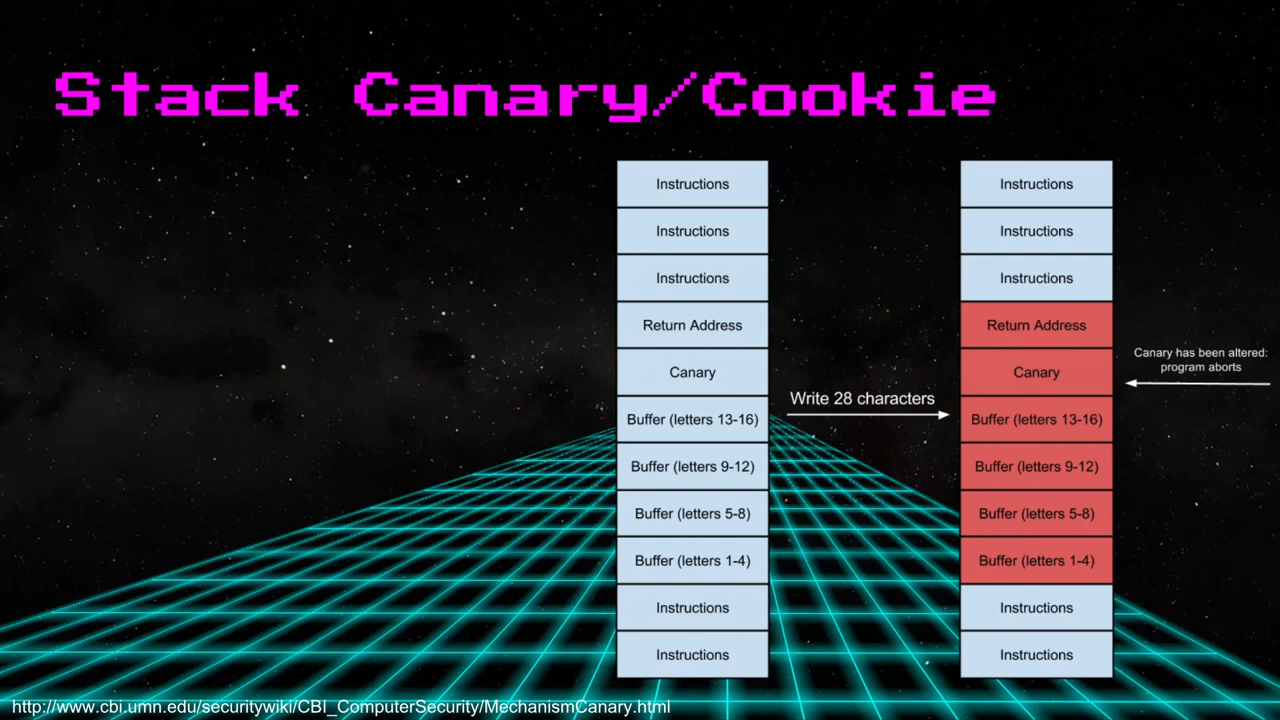 Stack Canary/Cookie
Instructions
Instructions
Instructions
Return Address
Canary
Buffer (letters 13-16)
Buffer (letters 9-12)
Buffer (letters 5-8)
Buffer (letters 1-4)
Instructions
Instructions
Write 28 characters
Instructions
Instructions
Instructions
Return Address
Canary
Buffer (letters 13-16)
Buffer (letters 9-12)
Buffer (letters 5-8)
Buffer (letters 1-4)
Instructions
Instructions
Canary has been altered:
program aborts
http://www.cbi.umn.edu/securitywiki/CBI_ComputerSecurity/MechanismCanary.html